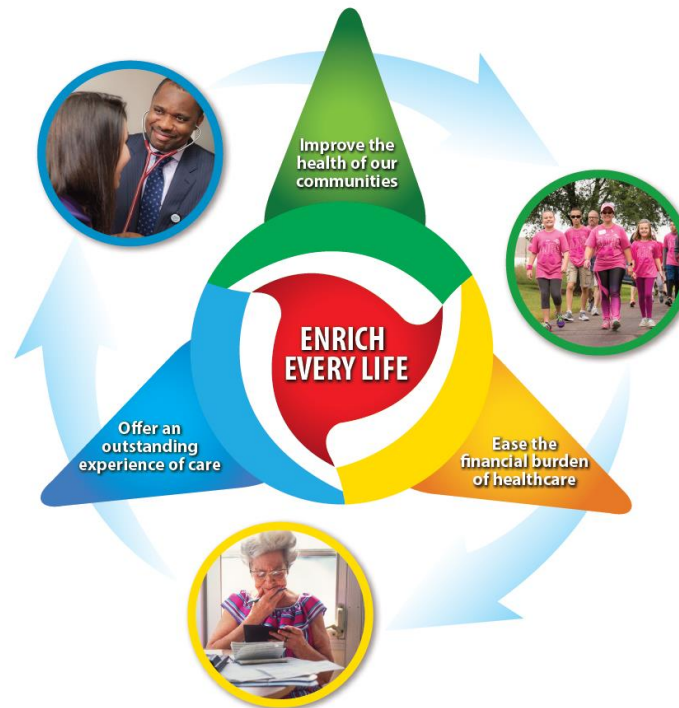 Improve the
health of our
communities
ENRICH
EVERY LIFE
Offer an
outstanding
experience of care
Ease the
financial burden
of healthcare